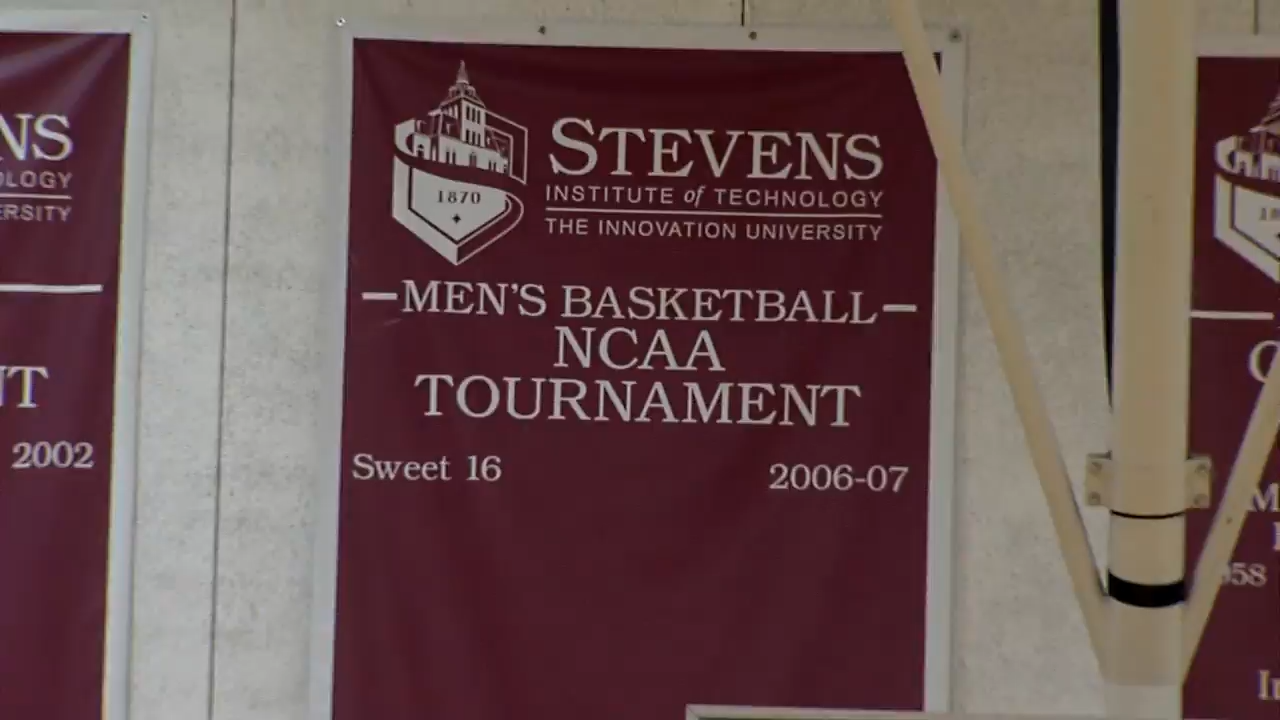 NS
OLOGY
ERSITY
NT
2002
1870
STEVENS
INSTITUTE of TECHNOLOGY
THE INNOVATION UNIVERSITY
MEN'S BASKETBALL
NCAA
TOURNAMENT
Sweet 16 2006-07